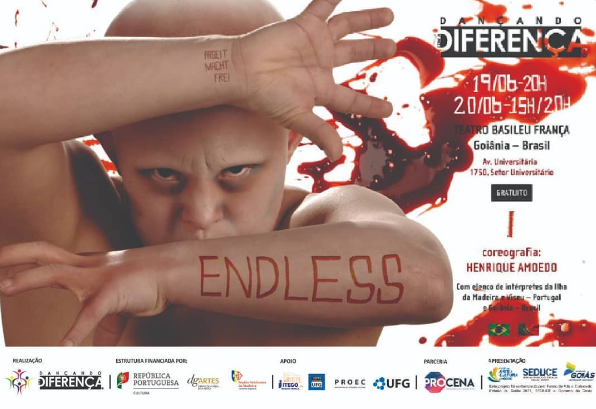 ARBEIT
MACHT
FREI
ENDLESS
DANÇANDO
COM A
DIFERENÇA
19/06-20H
20/06-15H/20H
TEATRO BASILEU FRANÇA
Goiânia – Brasil
Av. Universitária
1750, Setor Universitário
GRATUITO
coreografia:
HENRIQUE AMOEDO
Com elenco de intérpretes da Ilha
da Madeira e Viseu – Portugal
e Goiânia – Brasil
REALIZAÇÃO
DANÇANDO
DIFERENÇA
ESTRUTURA FINANCIADA POR:
REPÚBLICA
PORTUGUESA
CULTURA
dgARTES
APOIO
ITEGO
UFG
PROEC
UFG
PARCERIA
PROCENA
APRESENTAÇÃO
SEDUCE
GOIÁS